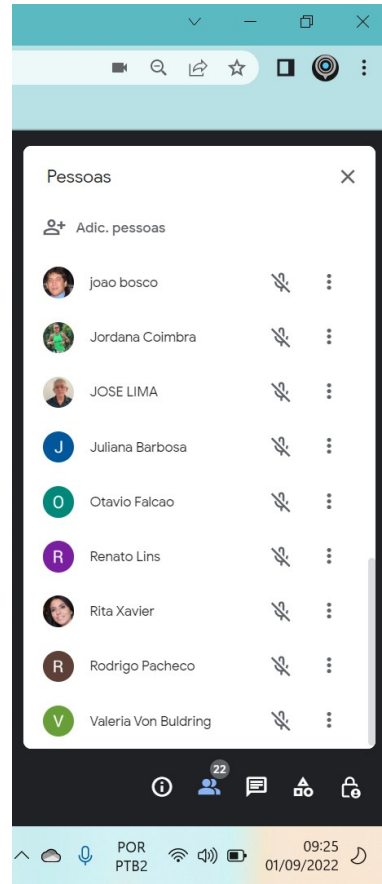 Pessoas
Adic. pessoas
joao bosco
Jordana Coimbra
JOSE LIMA
J Juliana Barbosa
O Otavio Falcao
R Renato Lins
Rita Xavier
R Rodrigo Pacheco
V Valeria Von Buldring
22
POR 09:25
PTB2 01/09/2022